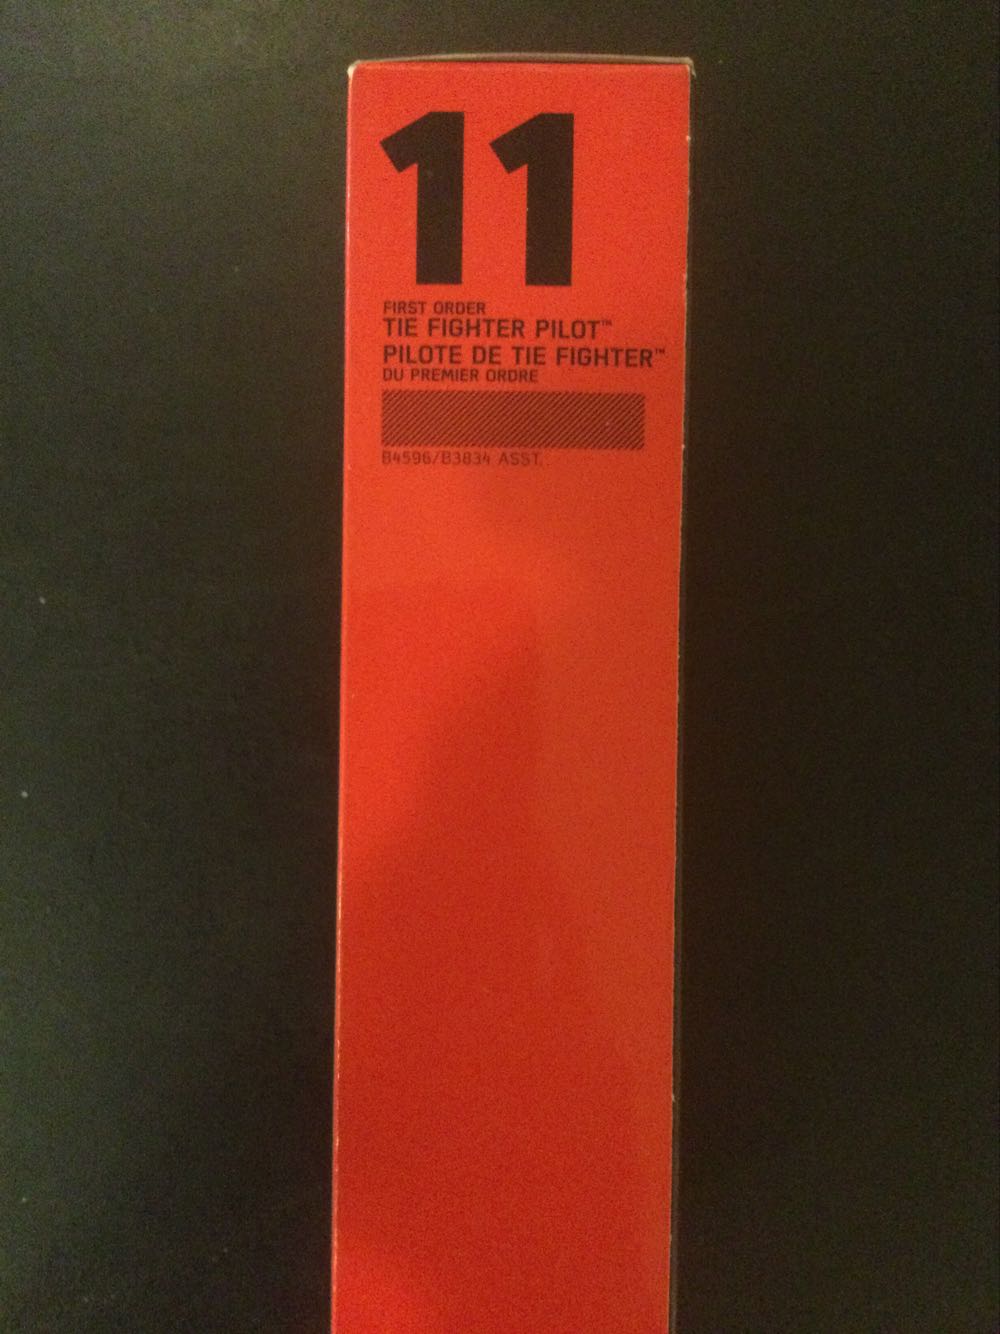 11
FIRST ORDER
TIE FIGHTER PILOT™
PILOTE DE TIE FIGHTER™
DU PREMIER ORDRE
B4596/B3834 ASST.